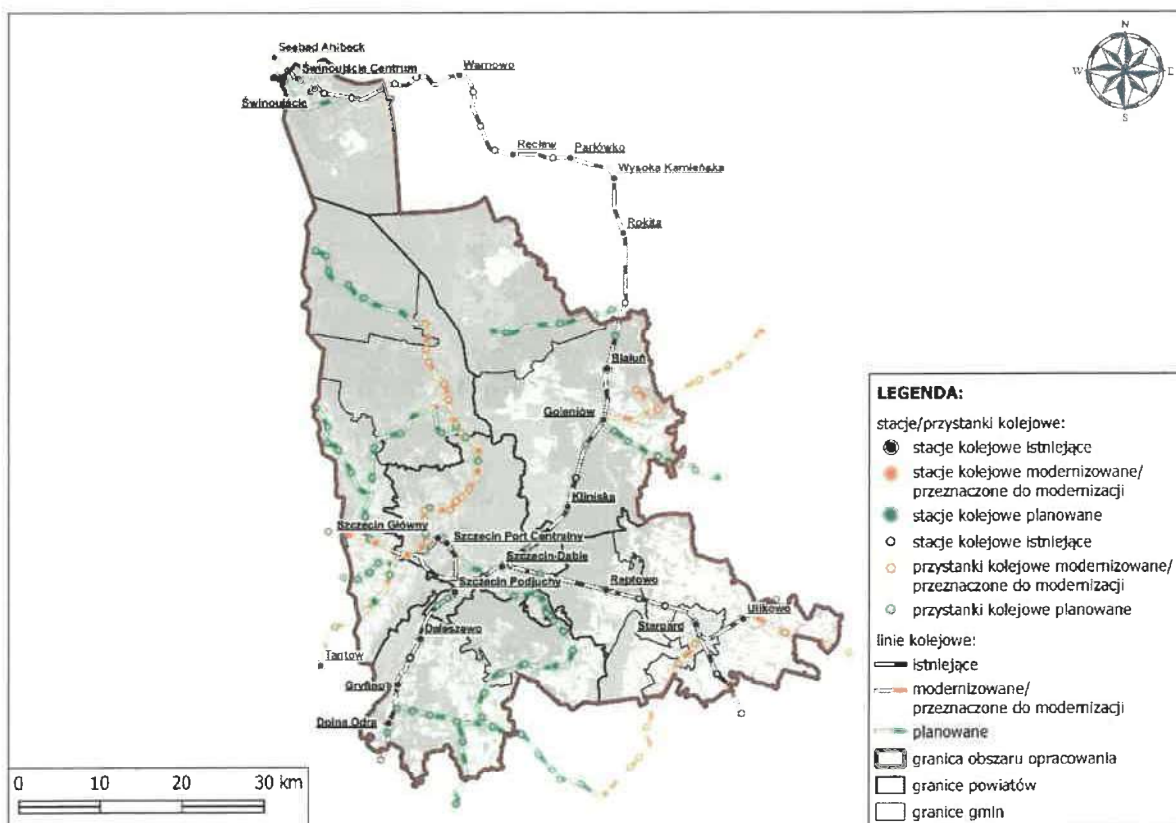 N
W
E
S
Seebad Ahlbeck
Świnoujście Centrum
Warnowo
Świnoujście
Recław
Parłówko
Wysoka Kamieńska
Rokita
Białuń
Goleniów
Kliniska
Szczecin Główny
Szczecin Port Centralny
Szczecin-Dąbie
Szczecin Podjuchy
Reptowo
Ulikowo
Stargard
Daleszewo
Tantow
Gryfino
Dolna Odra
0 10 20 30 km
LEGENDA:
stacje/przystanki kolejowe:
stacje kolejowe istniejące
stacje kolejowe modernizowane/
przeznaczone do modernizacji
stacje kolejowe planowane
stacje kolejowe istniejące
przystanki kolejowe modernizowane/
przeznaczone do modernizacji
przystanki kolejowe planowane
linie kolejowe:
istniejące
modernizowane/
przeznaczone do modernizacji
planowane
granica obszaru opracowania
granice powiatów
granice gmin